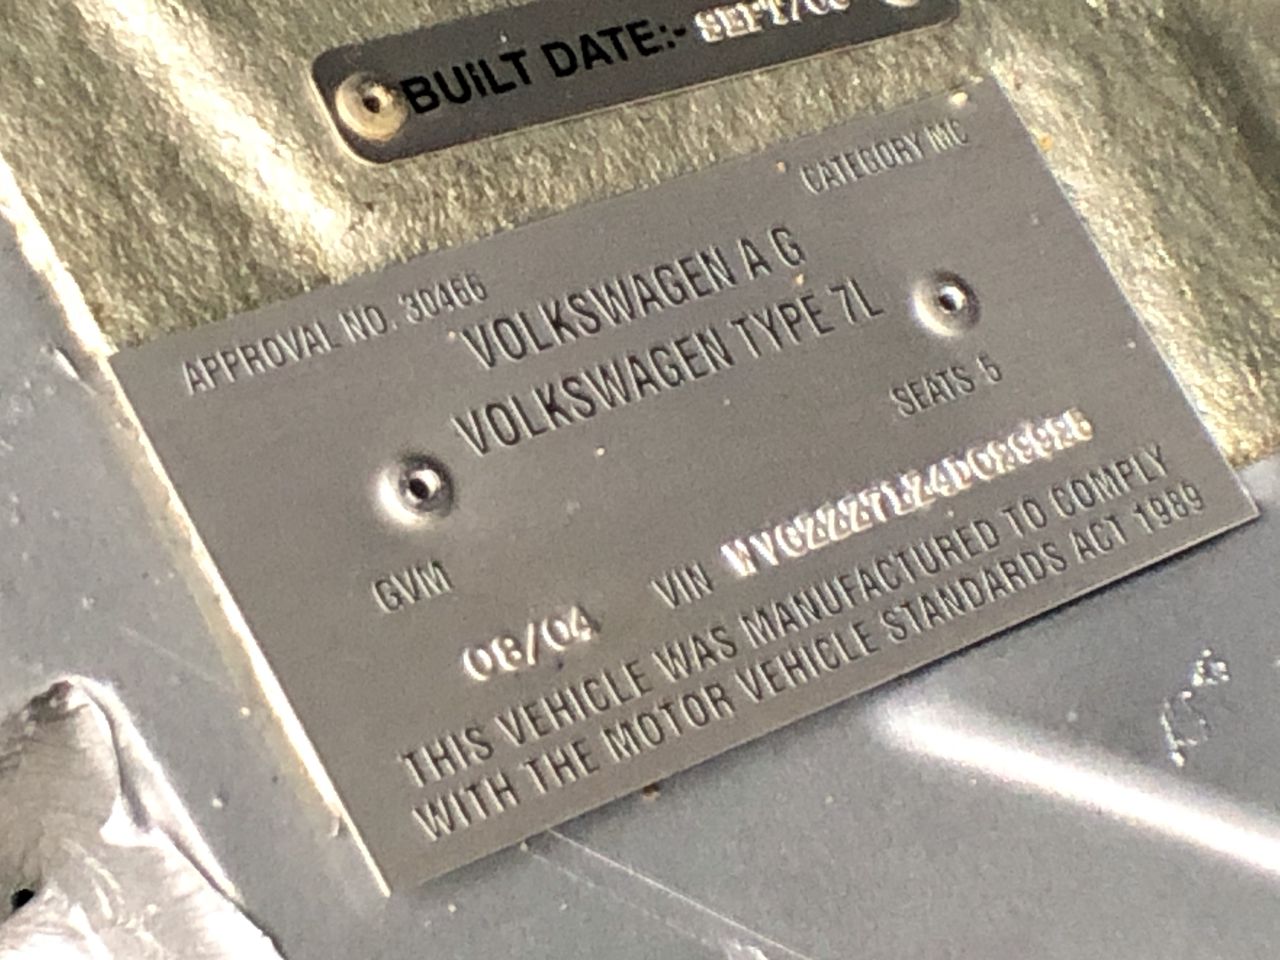 BUILT DATE:-
CATEGORY MC
APPROVAL NO. 30466
VOLKSWAGEN A G
VOLKSWAGEN TYPE 7L
SEATS 5
GVM
VIN
08/04
THIS VEHICLE WAS MANUFACTURED TO COMPLY
WITH THE MOTOR VEHICLE STANDARDS ACT 1989